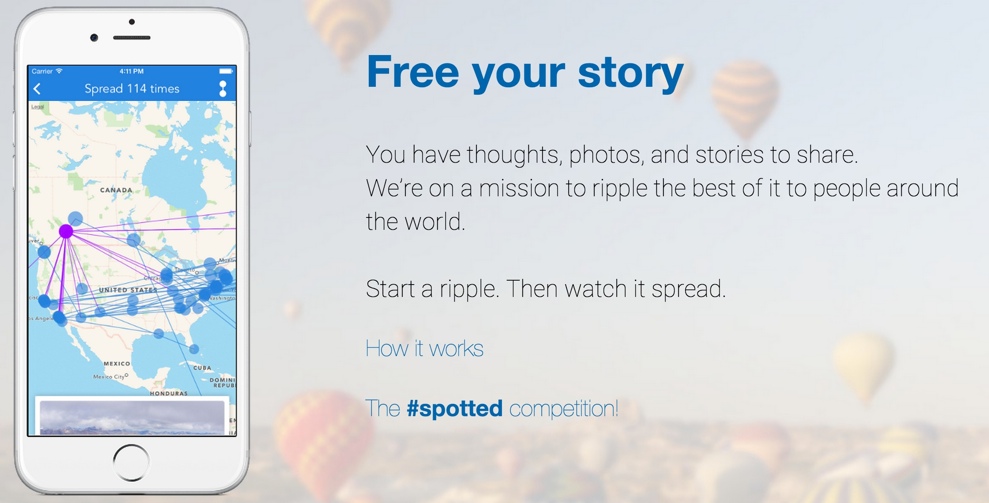 Carrier 4:11 PM
Spread 114 times
Legal
CANADA
UNITED STATES
MEXICO
Mexico City
CUBA
HONDURAS
Free your story
You have thoughts, photos, and stories to share.
We're on a mission to ripple the best of it to people around
the world.
Start a ripple. Then watch it spread.
How it works
The #spotted competition!